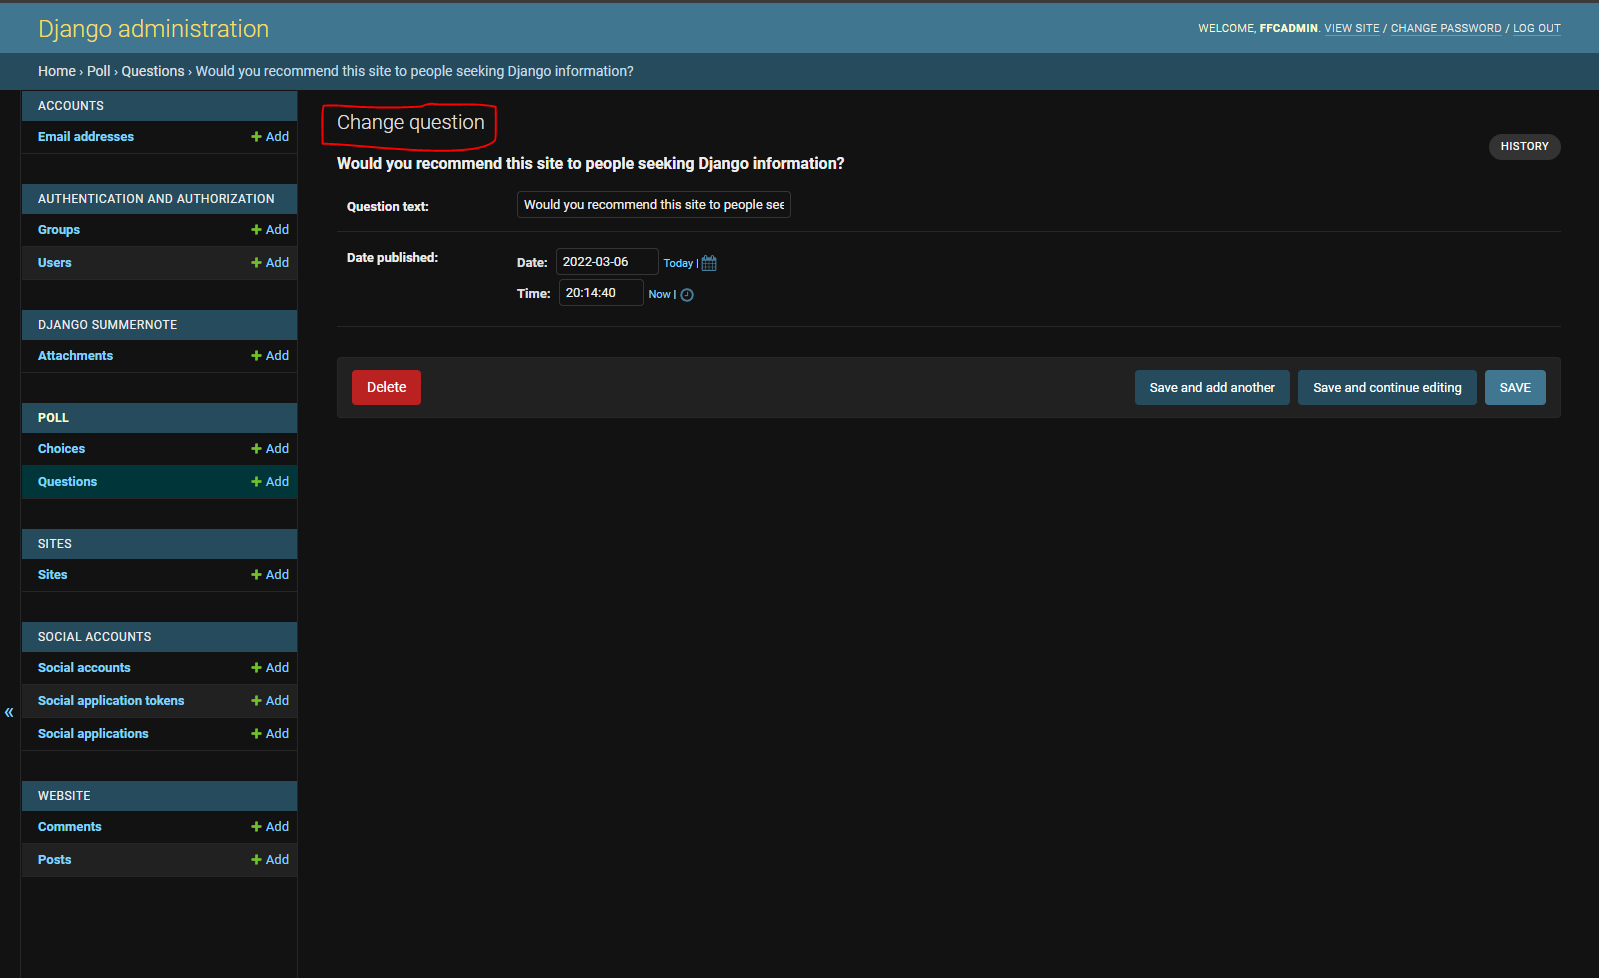 Django administration
WELCOME, FFCADMIN. VIEW SITE / CHANGE PASSWORD / LOG OUT
Home › Poll › Questions › Would you recommend this site to people seeking Django information?
ACCOUNTS
Email addresses + Add
AUTHENTICATION AND AUTHORIZATION
Groups + Add
Users + Add
DJANGO SUMMERNOTE
Attachments + Add
POLL
Choices + Add
Questions + Add
SITES
Sites + Add
SOCIAL ACCOUNTS
Social accounts + Add
Social application tokens + Add
Social applications + Add
WEBSITE
Comments + Add
Posts + Add
«
Change question
HISTORY
Would you recommend this site to people seeking Django information?
Question text: Would you recommend this site to people see
Date published:
Date: 2022-03-06 Today |
Time: 20:14:40 Now |
Delete Save and add another Save and continue editing SAVE